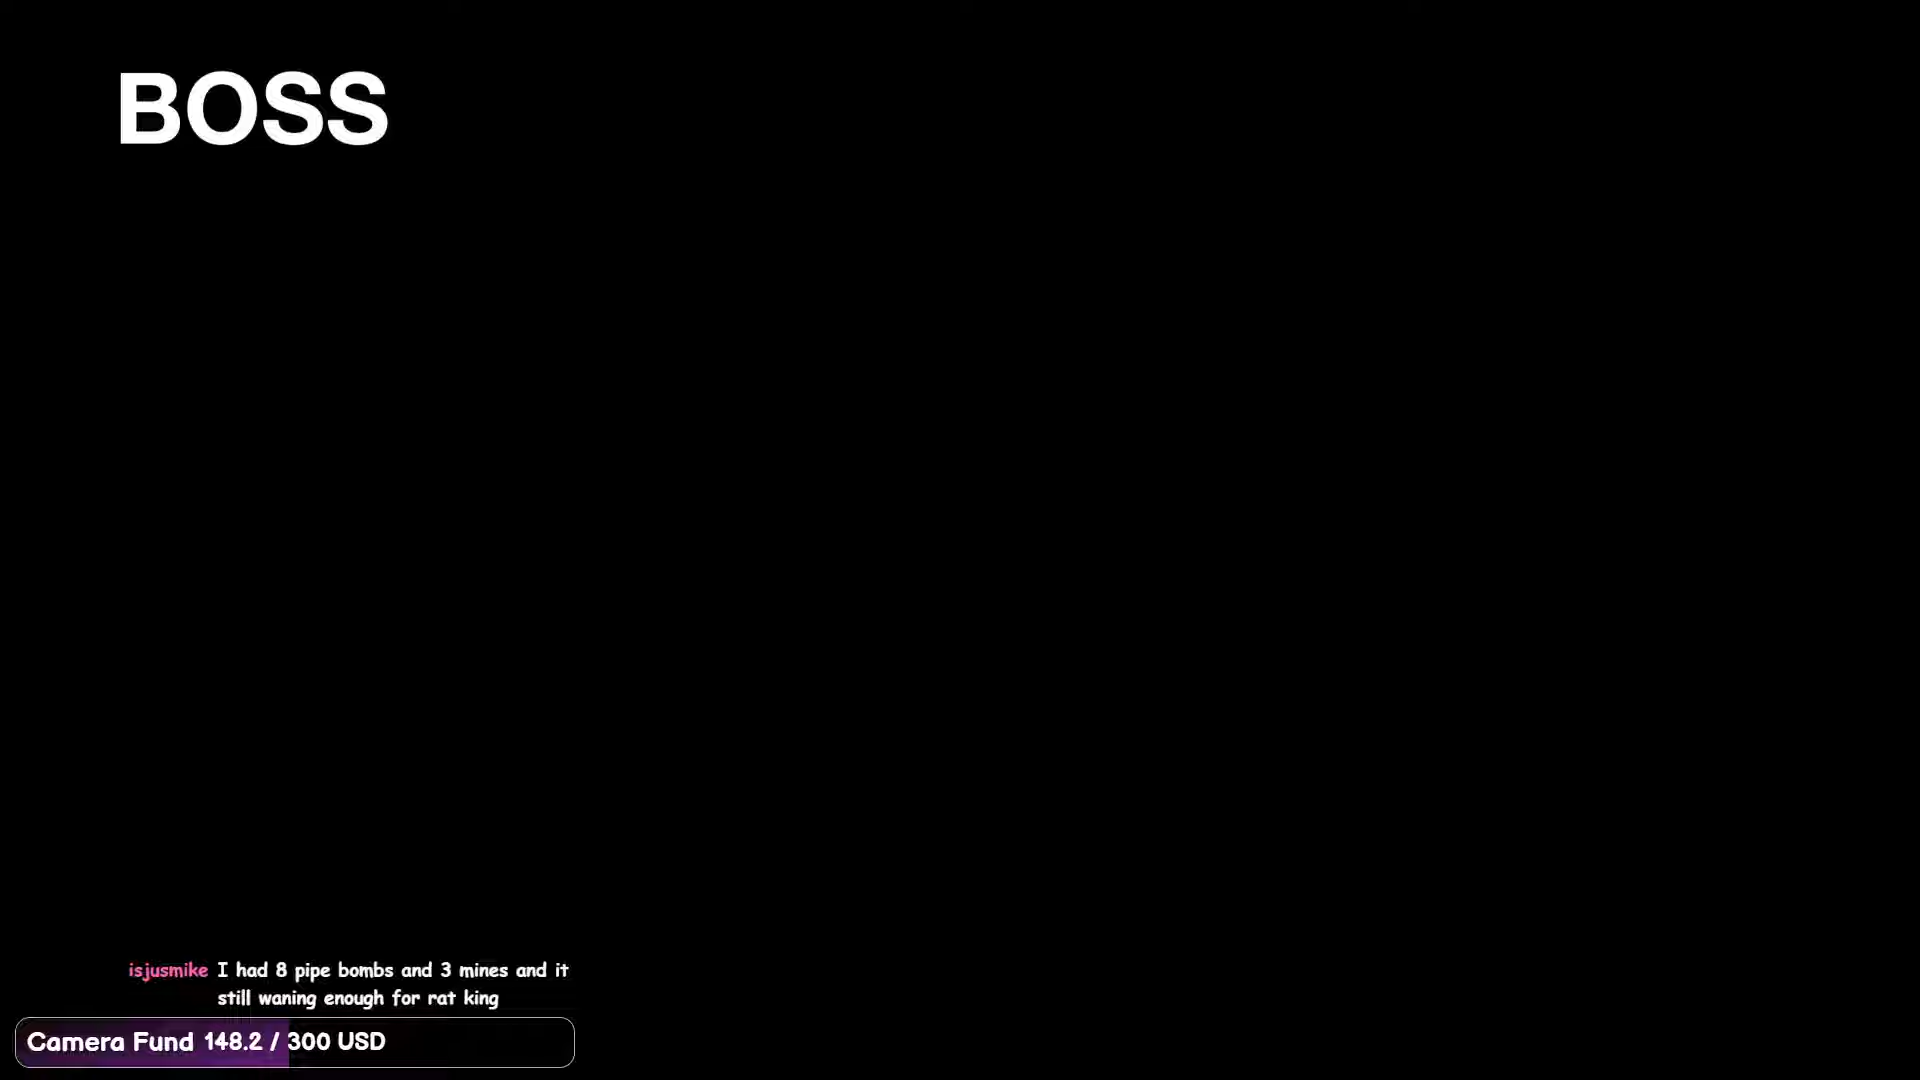 BOSS
isjusmike I had 8 pipe bombs and 3 mines and it
still waning enough for rat king
Camera Fund 148.2 / 300 USD